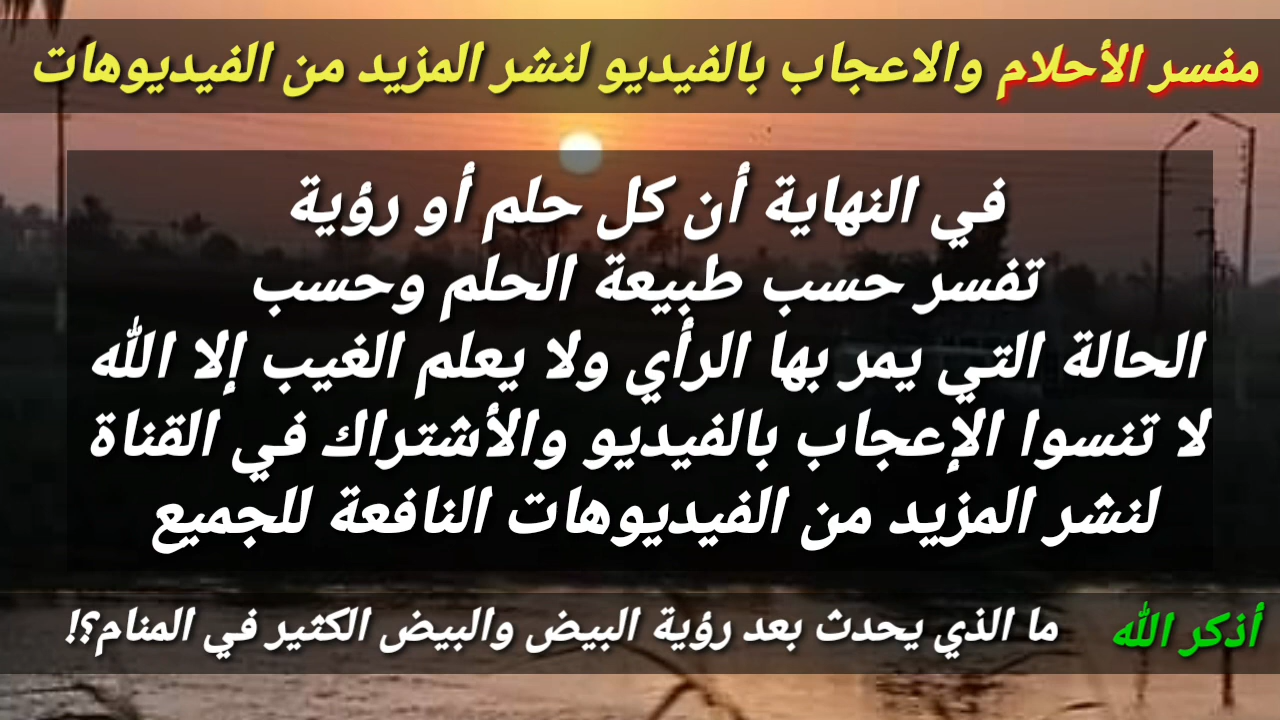 مفسر الأحلام والاعجاب بالفيديو لنشر المزيد من الفيديوهات
في النهاية أن كل حلم أو رؤية
تفسر حسب طبيعة الحلم وحسب
الحالة التي يمر بها الرأي ولا يعلم الغيب إلا الله
لا تنسوا الإعجاب بالفيديو والأشتراك في القناة
لنشر المزيد من الفيديوهات النافعة للجميع
أذكر الله ما الذي يحدث بعد رؤية البيض والبيض الكثير في المنام؟!